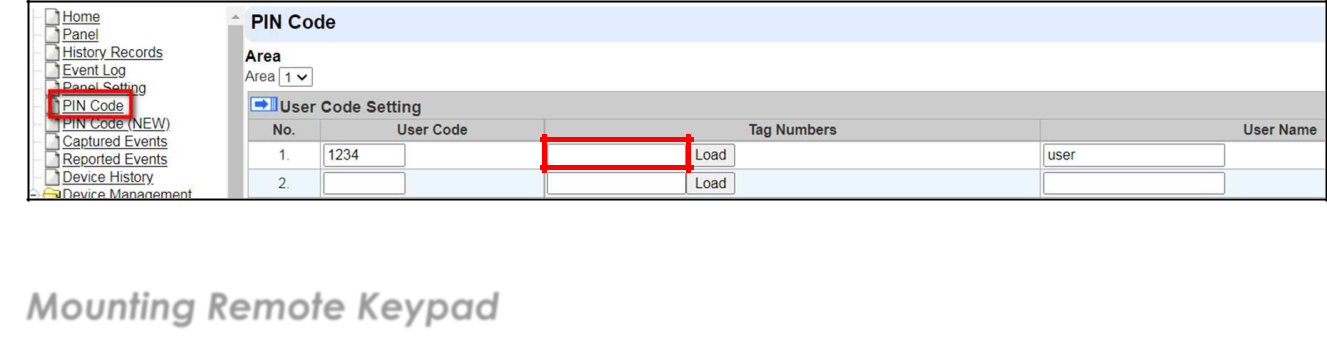 Home
Panel
History Records
Event Log
Panel Setting
PIN Code
PIN Code (NEW)
Captured Events
Reported Events
Device History
Device Management
PIN Code
Area
Area 1
User Code Setting
No. User Code Tag Numbers User Name
1. 1234 Load user
2. Load
Mounting Remote Keypad